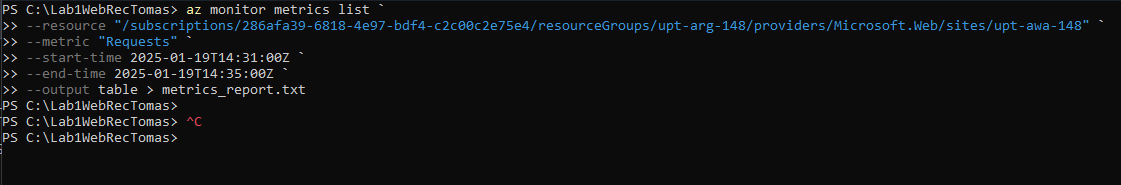 PS C:\Lab1WebRecTomas> az monitor metrics list `
>> --resource "/subscriptions/286afa39-6818-4e97-bdf4-c2c00c2e75e4/resourceGroups/upt-arg-148/providers/Microsoft.Web/sites/upt-awa-148" `
>> --metric "Requests" `
>> --start-time 2025-01-19T14:31:00Z `
>> --end-time 2025-01-19T14:35:00Z `
>> --output table > metrics_report.txt
PS C:\Lab1WebRecTomas>
PS C:\Lab1WebRecTomas> ^C
PS C:\Lab1WebRecTomas>